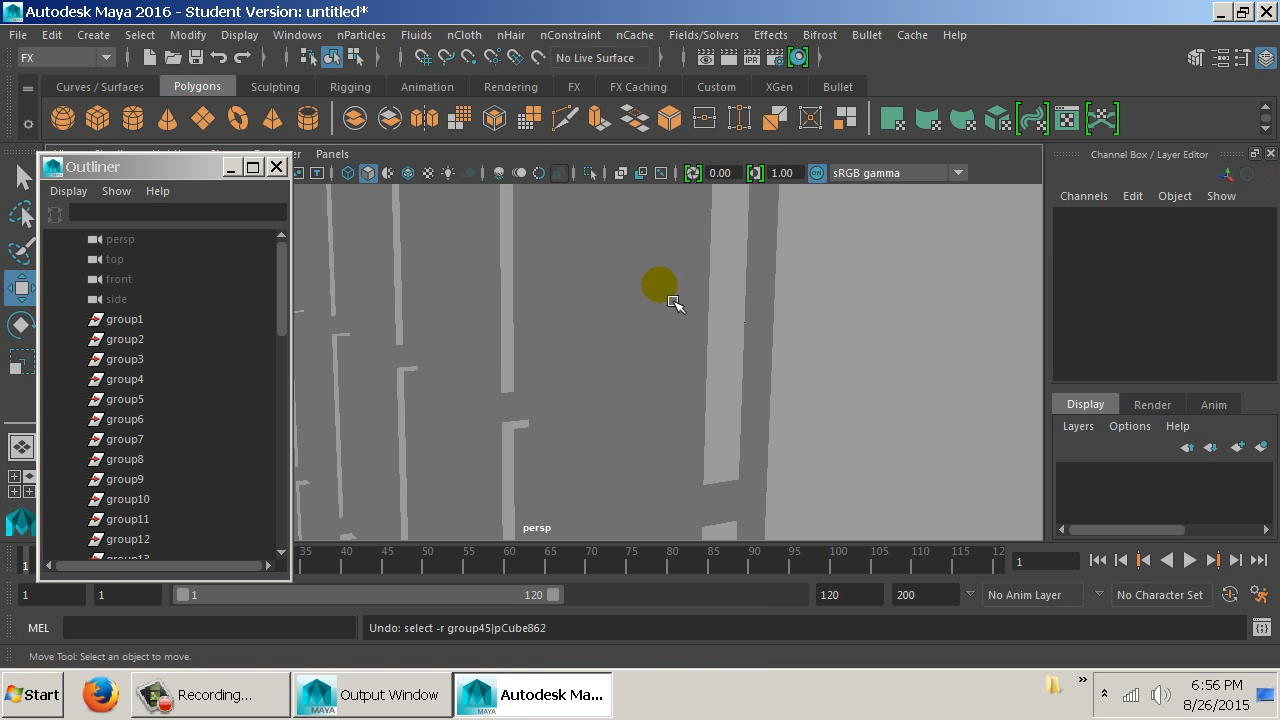 Autodesk Maya 2016 - Student Version: untitled*
File Edit Create Select Modify Display Windows nParticles Fluids nCloth nHair nConstraint nCache Fields/Solvers Effects Bifrost Bullet Cache Help
FX
No Live Surface
Curves / Surfaces Polygons Sculpting Rigging Animation Rendering FX FX Caching Custom XGen Bullet
Outliner
Panels
Channel Box / Layer Editor
0.00 1.00 ON sRGB gamma
Display Show Help
Channels Edit Object Show
persp
top
front
side
group1
group2
group3
group4
group5
group6
group7
group8
group9
group10
group11
group12
Display Render Anim
Layers Options Help
persp
1 35 40 45 50 55 60 65 70 75 80 85 90 95 100 105 110 115 12 1
1 1 1 120 120 200 No Anim Layer No Character Set
MEL Undo: select -r group45|pCube862
Move Tool: Select an object to move.
Start Recording... MAYA Output Window MAYA Autodesk Ma... 6:56 PM
8/26/2015